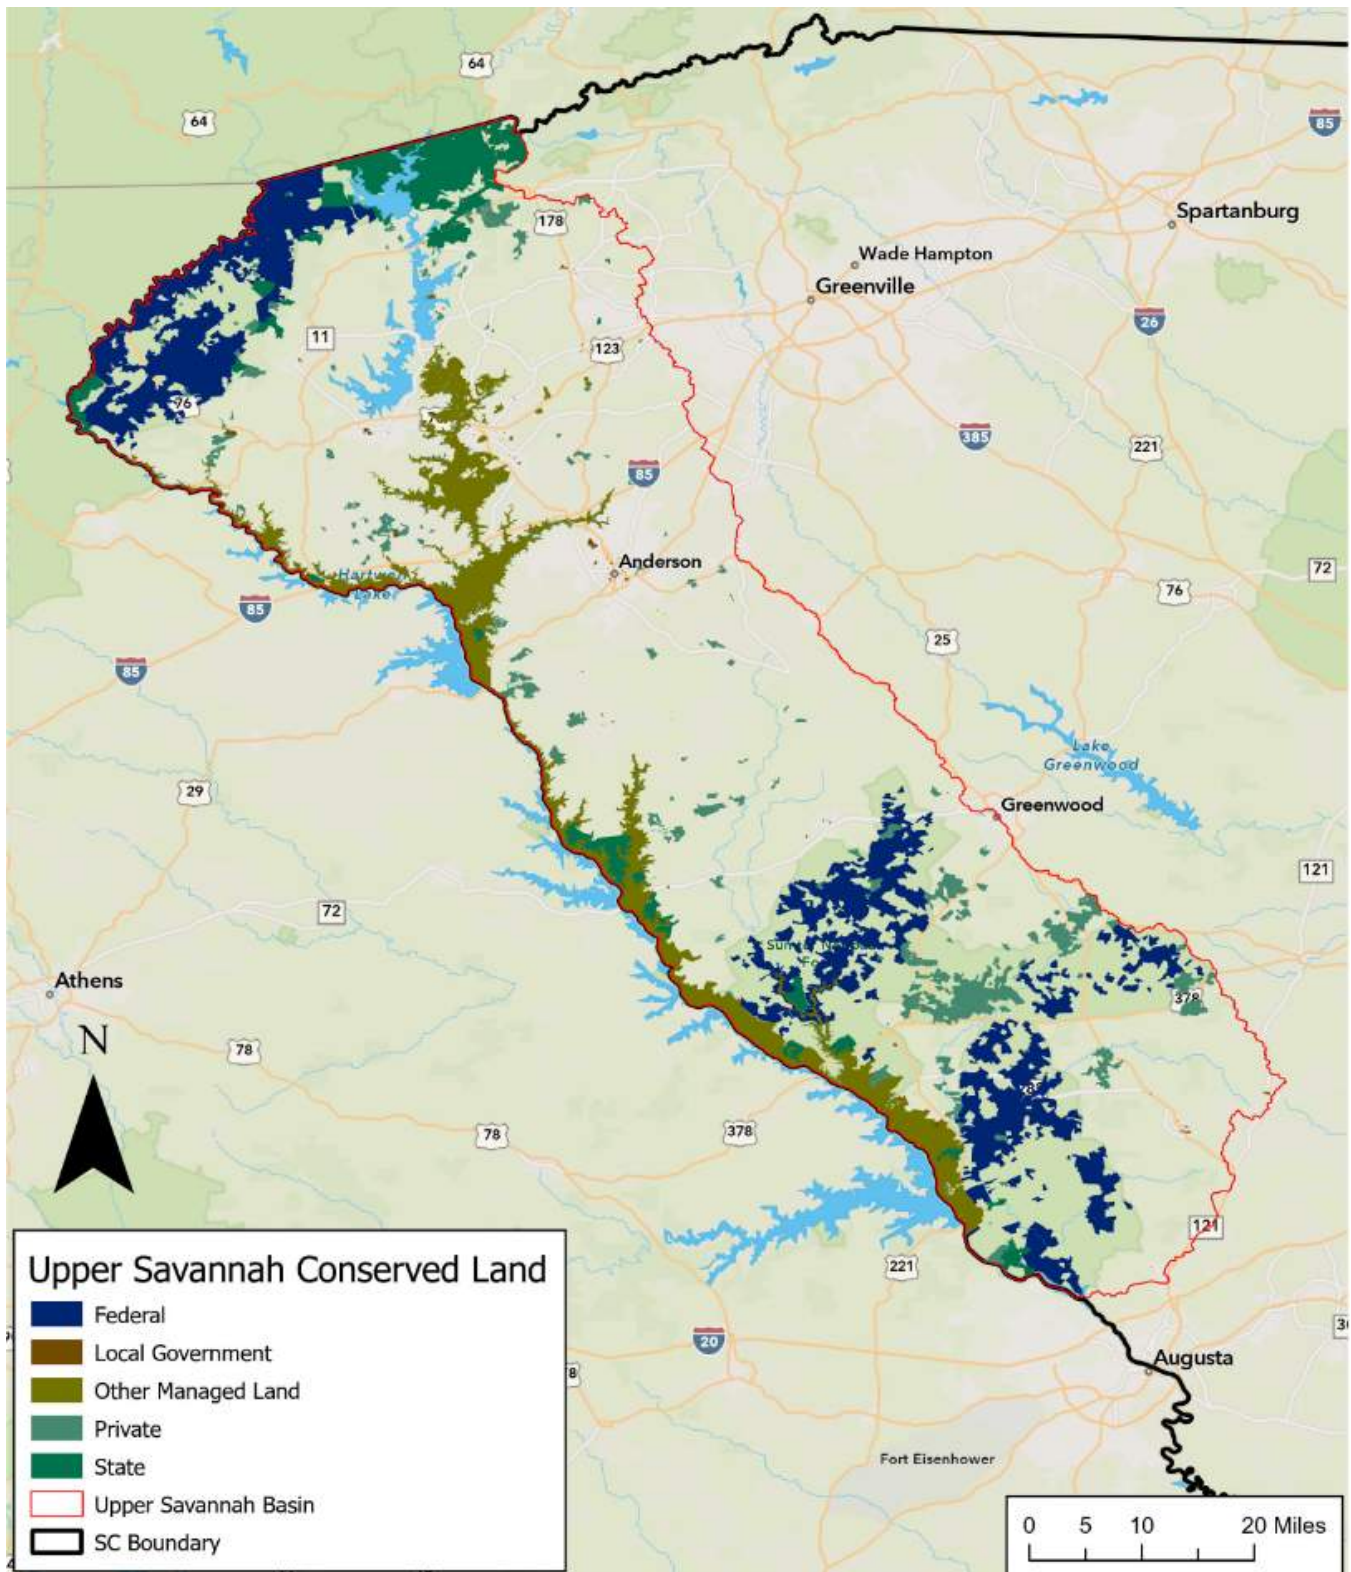 64
64
85
Spartanburg
178
Wade Hampton
Greenville
26
11
123
76
385
221
85
Anderson
Hartwell
Lake
85
72
76
25
85
Lake
Greenwood
29
Greenwood
121
72
Athens
378
N
78
78
378
121
221
20
Augusta
Fort Eisenhower
Upper Savannah Conserved Land
Federal
Local Government
Other Managed Land
Private
State
Upper Savannah Basin
SC Boundary
0 5 10 20 Miles